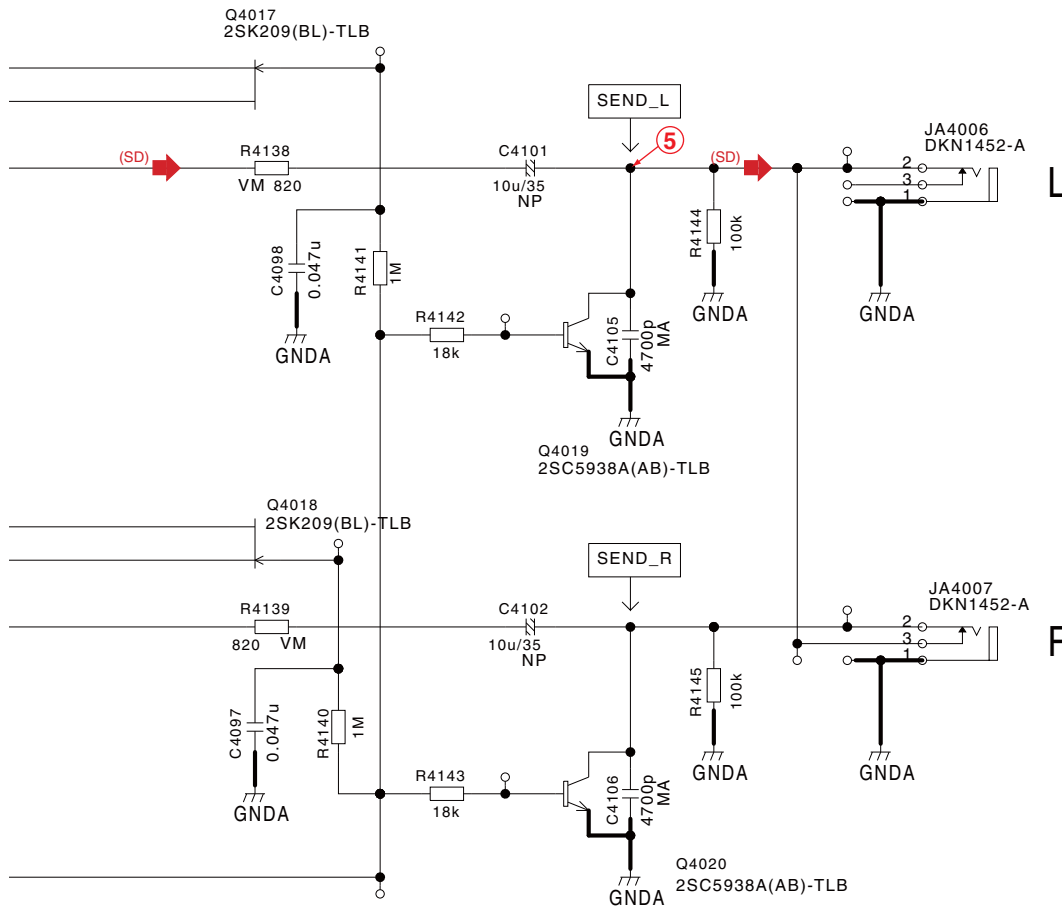 Q4017
2SK209(BL)-TLB
SEND_L
5
(SD)
R4138
VM 820
C4101
10u/35
NP
(SD)
JA4006
DKN1452-A
2
3
1
L
R4144
100k
GNDA
GNDA
C4098
0.047u
GNDA
R4141
1M
R4142
18k
C4105
4700p
MA
GNDA
Q4019
2SC5938A(AB)-TLB
Q4018
2SK209(BL)-TLB
SEND_R
R4139
820 VM
C4102
10u/35
NP
JA4007
DKN1452-A
2
3
1
R4145
100k
GNDA
GNDA
C4097
0.047u
GNDA
R4140
1M
R4143
18k
C4106
4700p
MA
GNDA
Q4020
2SC5938A(AB)-TLB